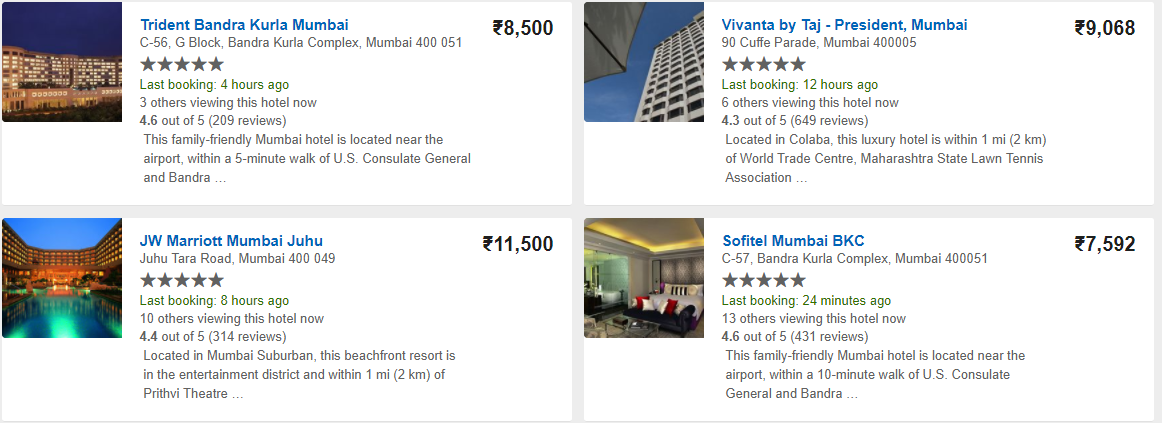 Trident Bandra Kurla Mumbai
₹8,500
C-56, G Block, Bandra Kurla Complex, Mumbai 400 051
Last booking: 4 hours ago
3 others viewing this hotel now
4.6 out of 5 (209 reviews)
This family-friendly Mumbai hotel is located near the
airport, within a 5-minute walk of U.S. Consulate General
and Bandra …
Vivanta by Taj - President, Mumbai
₹9,068
90 Cuffe Parade, Mumbai 400005
Last booking: 12 hours ago
6 others viewing this hotel now
4.3 out of 5 (649 reviews)
Located in Colaba, this luxury hotel is within 1 mi (2 km)
of World Trade Centre, Maharashtra State Lawn Tennis
Association …
JW Marriott Mumbai Juhu
₹11,500
Juhu Tara Road, Mumbai 400 049
Last booking: 8 hours ago
10 others viewing this hotel now
4.4 out of 5 (314 reviews)
Located in Mumbai Suburban, this beachfront resort is
in the entertainment district and within 1 mi (2 km) of
Prithvi Theatre …
Sofitel Mumbai BKC
₹7,592
C-57, Bandra Kurla Complex, Mumbai 400051
Last booking: 24 minutes ago
13 others viewing this hotel now
4.6 out of 5 (431 reviews)
This family-friendly Mumbai hotel is located near the
airport, within a 10-minute walk of U.S. Consulate
General and Bandra …